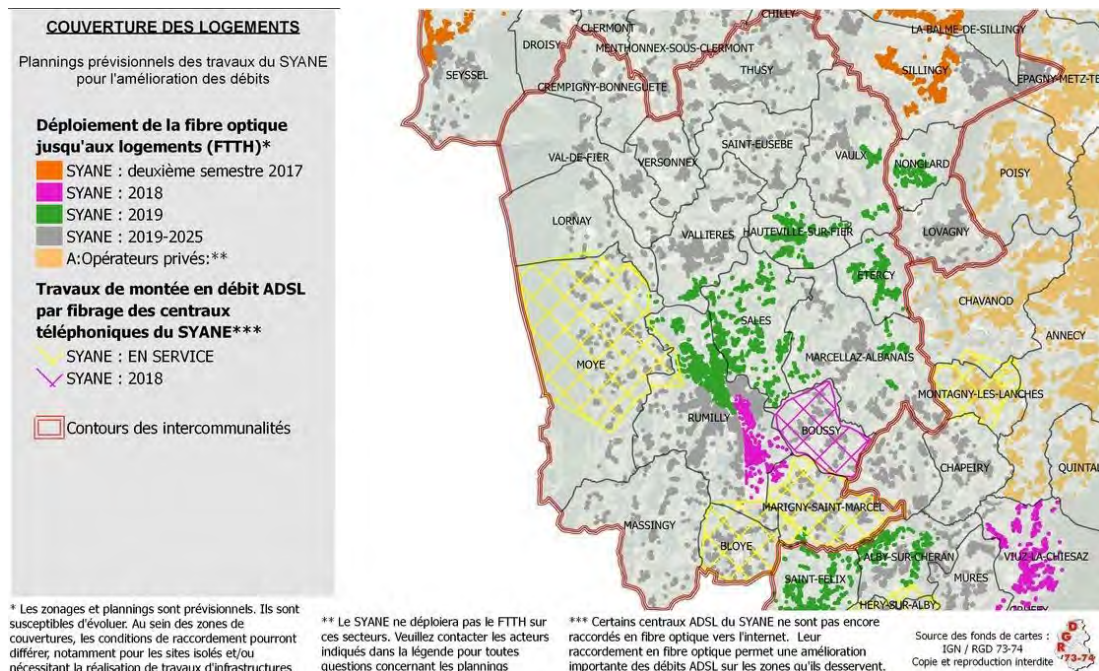 COUVERTURE DES LOGEMENTS
Plannings prévisionnels des travaux du SYANE
pour l'amélioration des débits
Déploiement de la fibre optique
jusqu'aux logements (FTTH)*
SYANE : deuxième semestre 2017
SYANE : 2018
SYANE : 2019
SYANE : 2019-2025
A:Opérateurs privés:**
Travaux de montée en débit ADSL
par fibrage des centraux
téléphoniques du SYANE***
SYANE : EN SERVICE
SYANE : 2018
Contours des intercommunalités
CHILLY
CLERMONT
LA-BALME-DE-SILLINGY
DROISY
MENTHONNEX-SOUS-CLERMONT
SEYSSEL
THUSY
SILLINGY
EPAGNY-METZ-TE
CREMPIGNY-BONNEGUETE
SAINT-EUSEBE
VAL-DE-FIER
VERSONNEX
VAULX
NONGLARD
POISY
LORNAY
VALLIERES
HAUTEVILLE-SUR-FIER
LOVAGNY
ETERCY
CHAVANOD
SALES
ANNECY
MOYE
MARCELLAZ-ALBANAIS
MONTAGNY-LES-LANCHES
RUMILLY
BOUSSY
CHAPEIRY
QUINTAL
MARIGNY-SAINT-MARCEL
MASSINGY
BLOYE
ALBY-SUR-CHERAN
VIUZ-LA-CHIESAZ
SAINT-FELIX
MURES
HERY-SUR-ALBY
* Les zonages et plannings sont prévisionnels. Ils sont
susceptibles d'évoluer. Au sein des zones de
couvertures, les conditions de raccordement pourront
différer, notamment pour les sites isolés et/ou
nécessitant la réalisation de travaux d'infrastructures
** Le SYANE ne déploiera pas le FTTH sur
ces secteurs. Veuillez contacter les acteurs
indiqués dans la légende pour toutes
questions concernant les plannings
*** Certains centraux ADSL du SYANE ne sont pas encore
raccordés en fibre optique vers l'internet. Leur
raccordement en fibre optique permet une amélioration
importante des débits ADSL sur les zones qu'ils desservent.
Source des fonds de cartes :
IGN / RGD 73-74
Copie et reproduction interdite
R G D
73-74